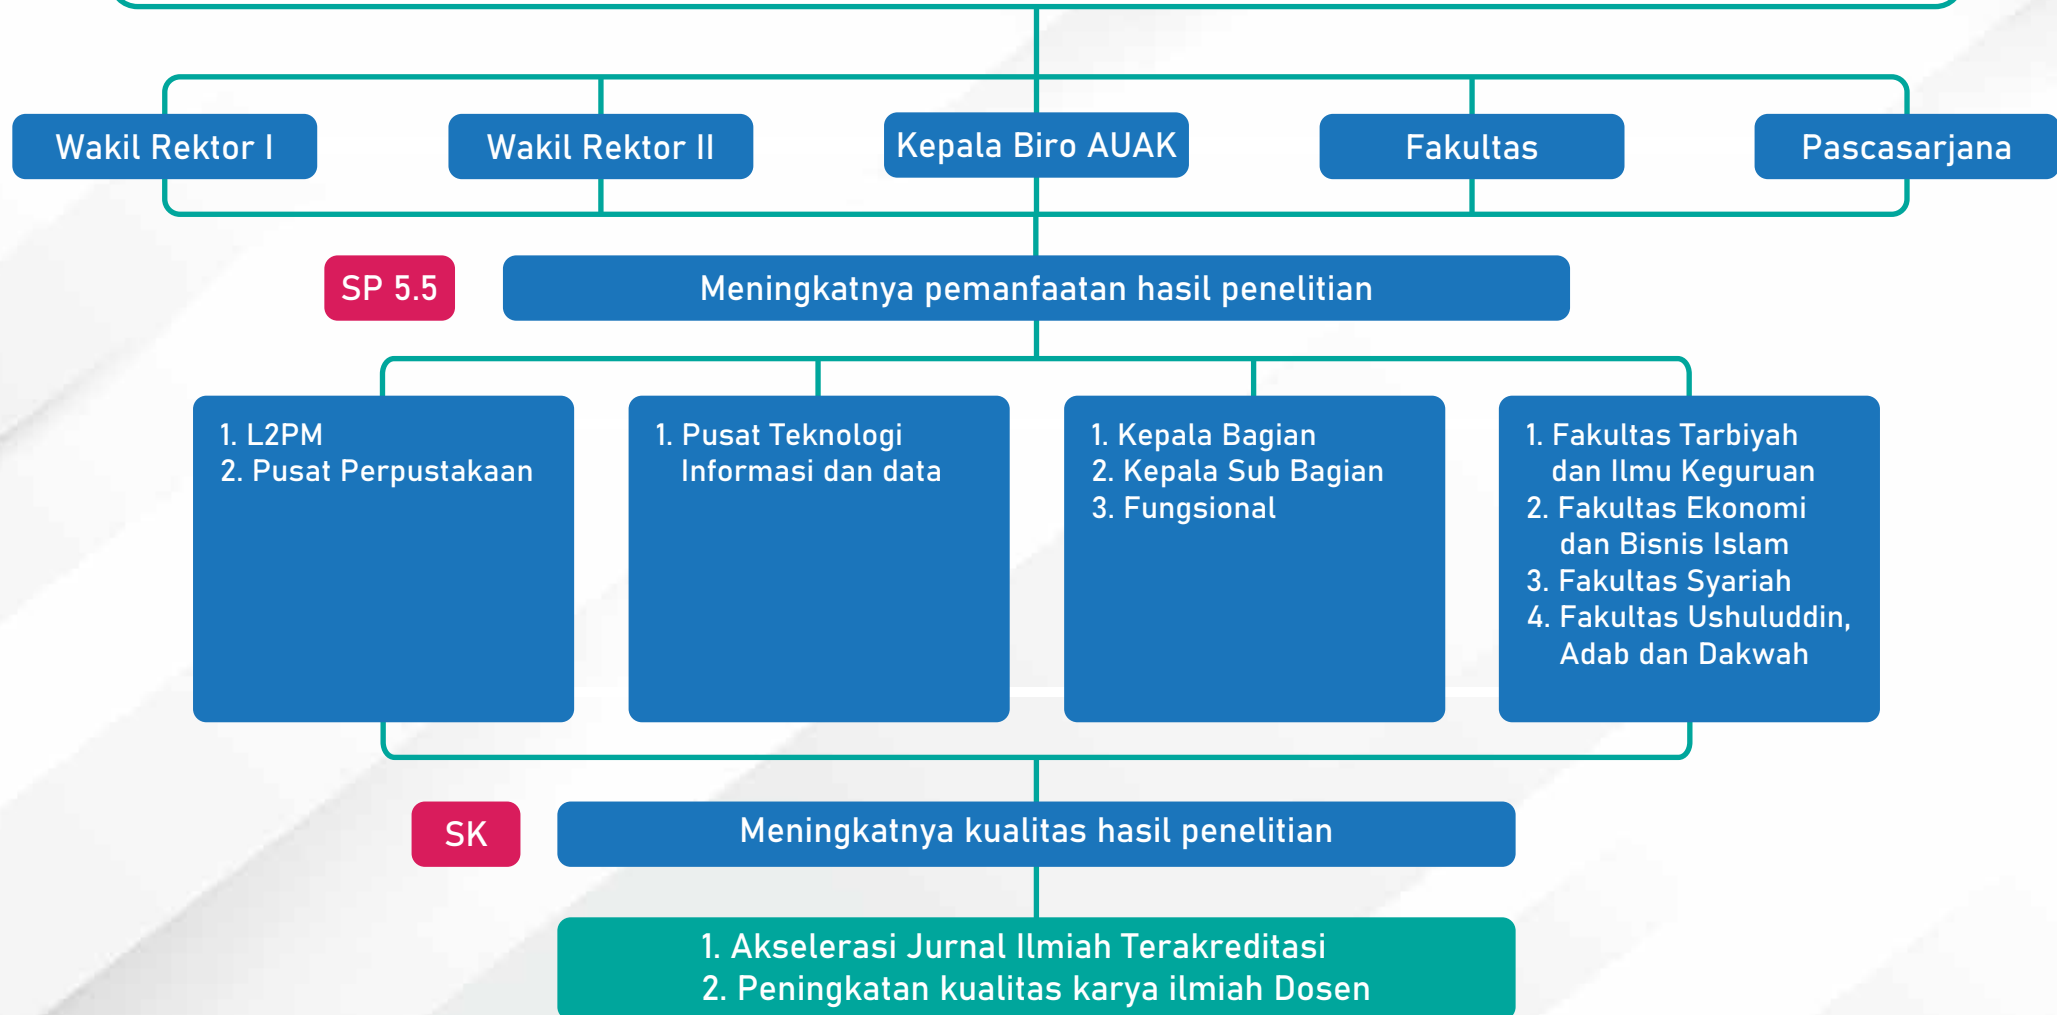 Wakil Rektor I
Wakil Rektor II
Kepala Biro AUAK
Fakultas
Pascasarjana
SP 5.5
Meningkatnya pemanfaatan hasil penelitian
1. L2PM
2. Pusat Perpustakaan
1. Pusat Teknologi
Informasi dan data
1. Kepala Bagian
2. Kepala Sub Bagian
3. Fungsional
1. Fakultas Tarbiyah
dan Ilmu Keguruan
2. Fakultas Ekonomi
dan Bisnis Islam
3. Fakultas Syariah
4. Fakultas Ushuluddin,
Adab dan Dakwah
SK
Meningkatnya kualitas hasil penelitian
1. Akselerasi Jurnal Ilmiah Terakreditasi
2. Peningkatan kualitas karya ilmiah Dosen